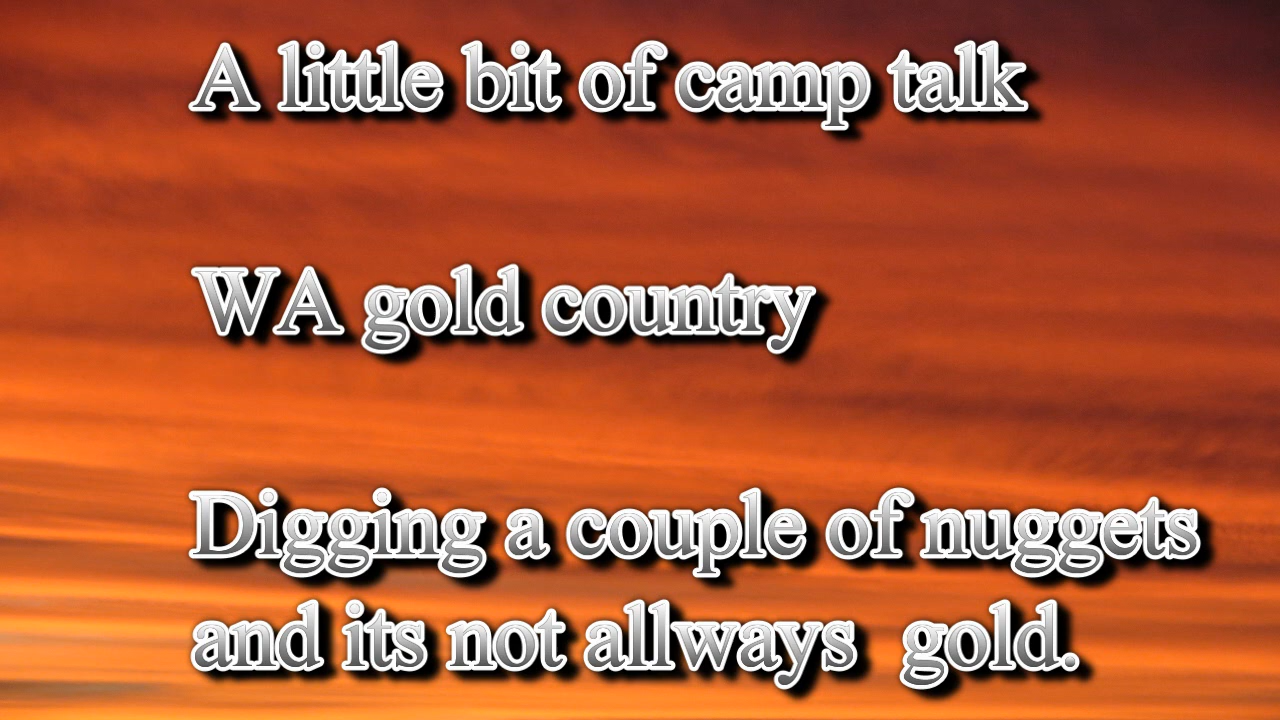 A little bit of camp talk
WA gold country
Digging a couple of nuggets
and its not allways  gold.